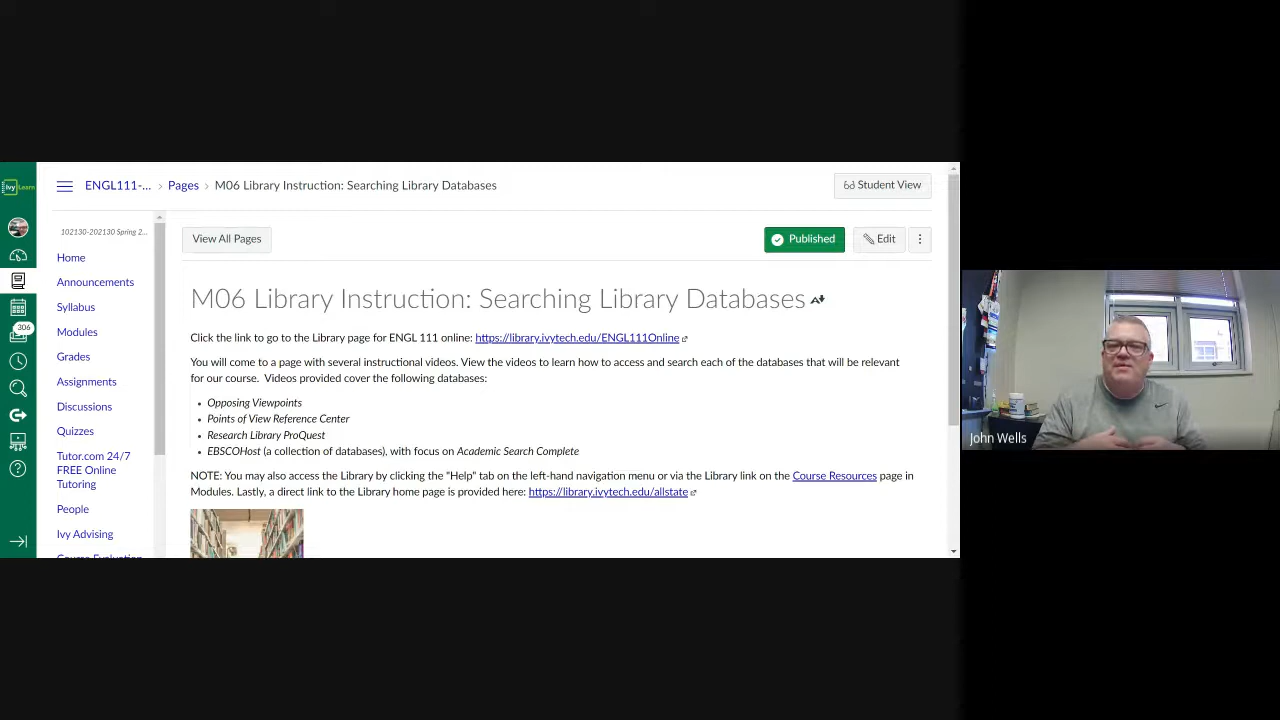 Ivy Learn
ENGL111-... › Pages › M06 Library Instruction: Searching Library Databases
Student View
102130-202130 Spring 2...
View All Pages
Published
Edit
Home
Announcements
Syllabus
Modules
306
Grades
Assignments
Discussions
Quizzes
Tutor.com 24/7
FREE Online
Tutoring
People
Ivy Advising
M06 Library Instruction: Searching Library Databases
Click the link to go to the Library page for ENGL 111 online: https://library.ivytech.edu/ENGL111Online
You will come to a page with several instructional videos. View the videos to learn how to access and search each of the databases that will be relevant
for our course. Videos provided cover the following databases:
• Opposing Viewpoints
• Points of View Reference Center
• Research Library ProQuest
• EBSCOHost (a collection of databases), with focus on Academic Search Complete
NOTE: You may also access the Library by clicking the "Help" tab on the left-hand navigation menu or via the Library link on the Course Resources page in
Modules. Lastly, a direct link to the Library home page is provided here: https://library.ivytech.edu/allstate
John Wells